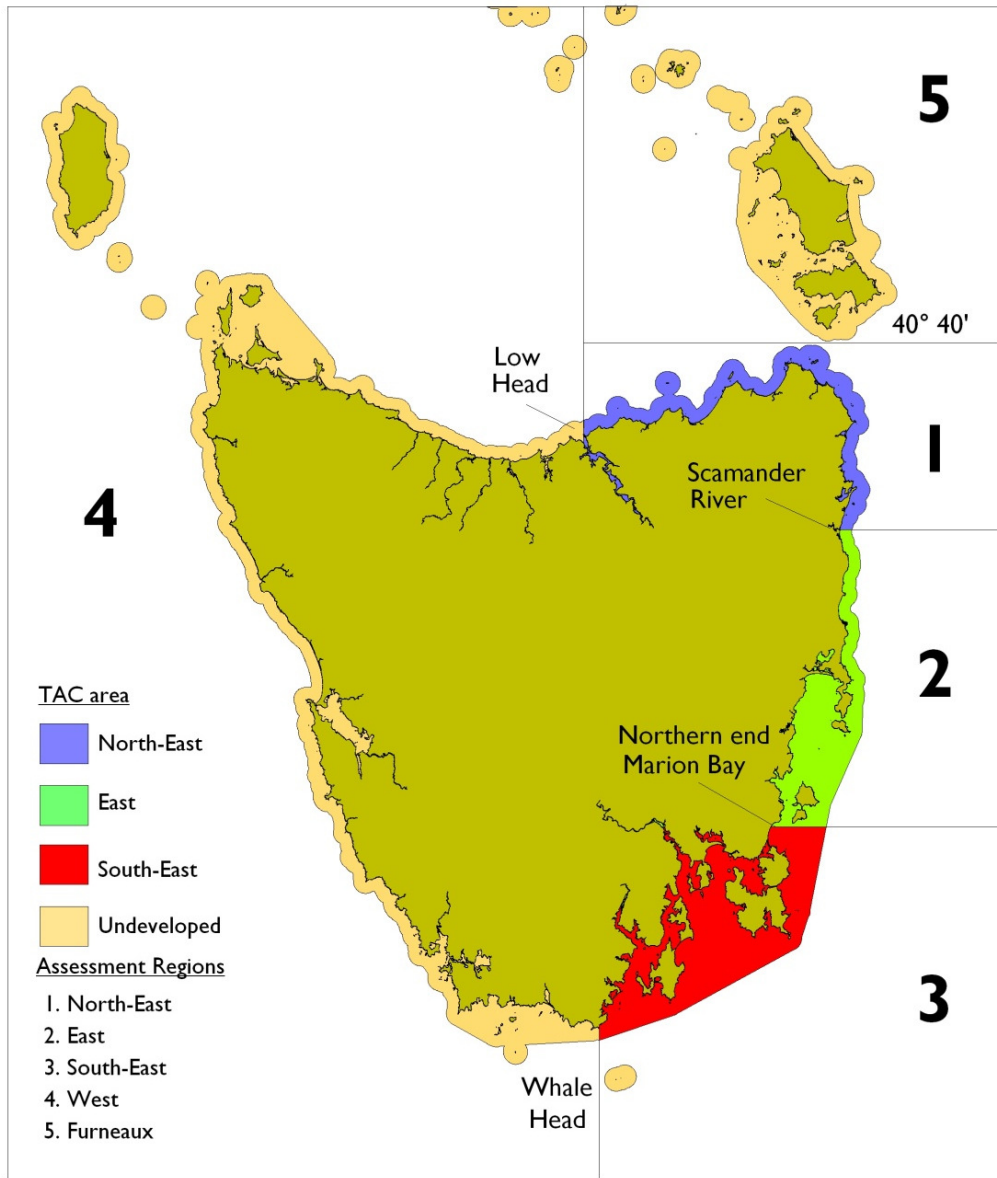 5
40° 40'
Low
Head
1
Scamander
River
4
2
TAC area
North-East
Northern end
Marion Bay
East
South-East
Undeveloped
Assessment Regions
1. North-East
2. East
3. South-East
4. West
5. Furneaux
3
Whale
Head